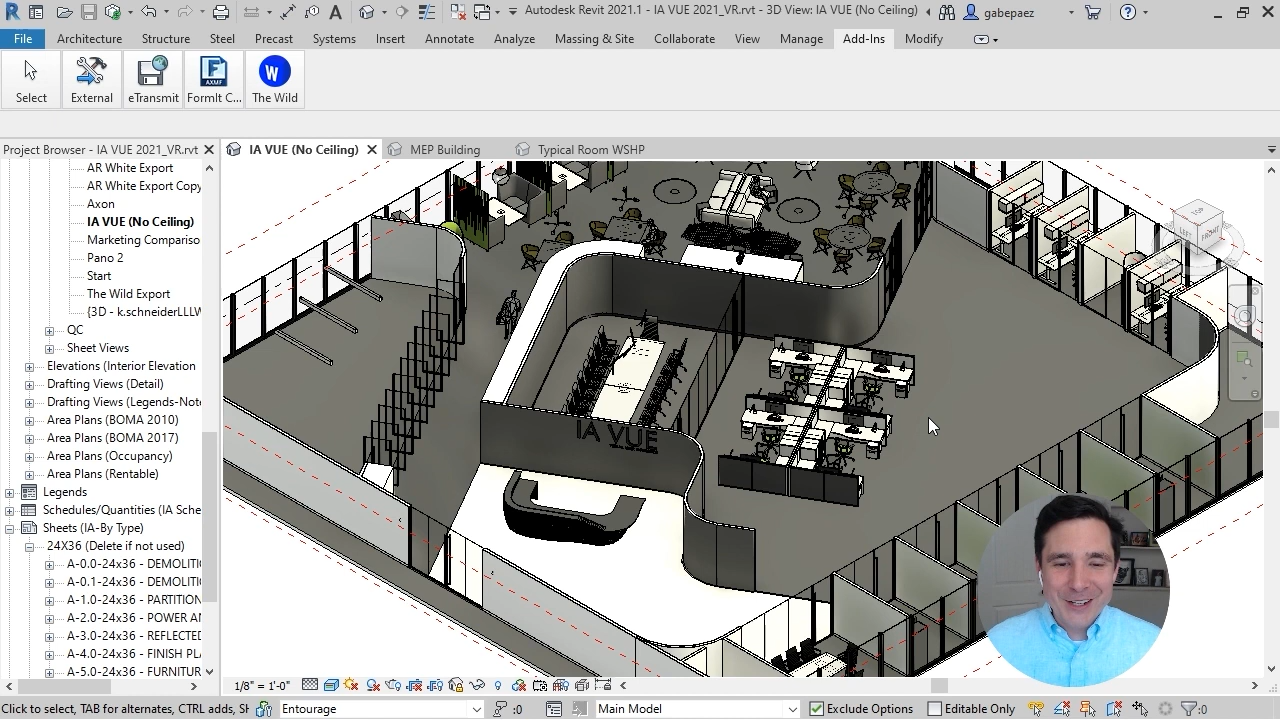 Autodesk Revit 2021.1 - IA VUE 2021_VR.rvt - 3D View: IA VUE (No Ceiling)
gabepaez
File Architecture Structure Steel Precast Systems Insert Annotate Analyze Massing & Site Collaborate View Manage Add-Ins Modify
Select External eTransmit FormIt C... The Wild
Project Browser - IA VUE 2021_VR.rvt
IA VUE (No Ceiling) MEP Building Typical Room WSHP
AR White Export
AR White Export Copy
Axon
IA VUE (No Ceiling)
Marketing Compariso
Pano 2
Start
The Wild Export
{3D - k.schneiderLLLW
QC
Sheet Views
Elevations (Interior Elevation
Drafting Views (Detail)
Drafting Views (Legends-Note
Area Plans (BOMA 2010)
Area Plans (BOMA 2017)
Area Plans (Occupancy)
Area Plans (Rentable)
Legends
Schedules/Quantities (IA Sche
Sheets (IA-By Type)
24X36 (Delete if not used)
A-0.0-24x36 - DEMOLITI
A-0.1-24x36 - DEMOLITI
A-1.0-24x36 - PARTITION
A-2.0-24x36 - POWER AN
A-3.0-24x36 - REFLECTED
A-4.0-24x36 - FINISH PL
A-5.0-24x36 - FURNITUR
IA VUE
LEFT FRONT
1/8" = 1'-0"
Click to select, TAB for alternates, CTRL adds, SH
Entourage
:0
Main Model
Exclude Options
Editable Only
:0